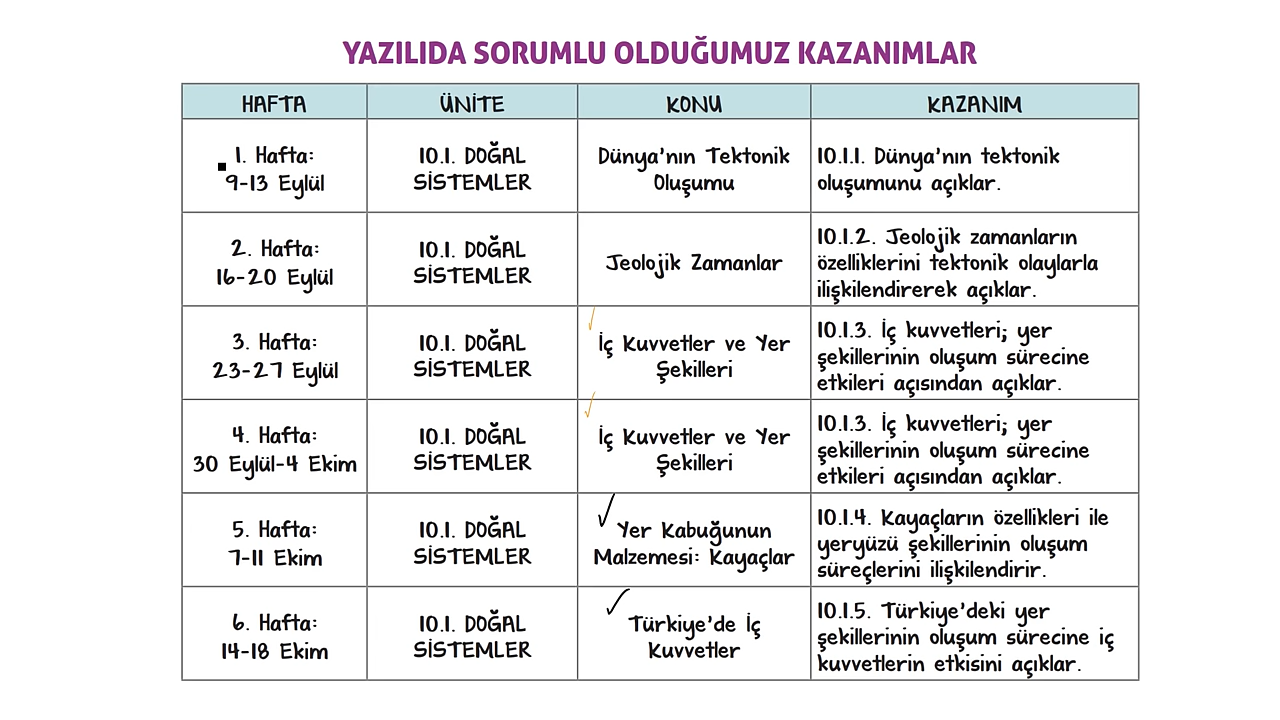 YAZILIDA SORUMLU OLDUĞUMUZ KAZANIMLAR
HAFTA
ÜNİTE
KONU
KAZANIM
1. Hafta:
9-13 Eylül
10.1. DOĞAL
SİSTEMLER
Dünya'nın Tektonik
Oluşumu
10.1.1. Dünya'nın tektonik
oluşumunu açıklar.
2. Hafta:
16-20 Eylül
10.1. DOĞAL
SİSTEMLER
Jeolojik Zamanlar
10.1.2. Jeolojik zamanların
özelliklerini tektonik olaylarla
ilişkilendirerek açıklar.
3. Hafta:
23-27 Eylül
10.1. DOĞAL
SİSTEMLER
İç Kuvvetler ve Yer
Şekilleri
10.1.3. İç kuvvetleri; yer
şekillerinin oluşum sürecine
etkileri açısından açıklar.
4. Hafta:
30 Eylül-4 Ekim
10.1. DOĞAL
SİSTEMLER
İç Kuvvetler ve Yer
Şekilleri
10.1.3. İç kuvvetleri; yer
şekillerinin oluşum sürecine
etkileri açısından açıklar.
5. Hafta:
7-11 Ekim
10.1. DOĞAL
SİSTEMLER
Yer Kabuğunun
Malzemesi: Kayaçlar
10.1.4. Kayaçların özellikleri ile
yeryüzü şekillerinin oluşum
süreçlerini ilişkilendirir.
6. Hafta:
14-18 Ekim
10.1. DOĞAL
SİSTEMLER
Türkiye'de İç
Kuvvetler
10.1.5. Türkiye'deki yer
şekillerinin oluşum sürecine iç
kuvvetlerin etkisini açıklar.